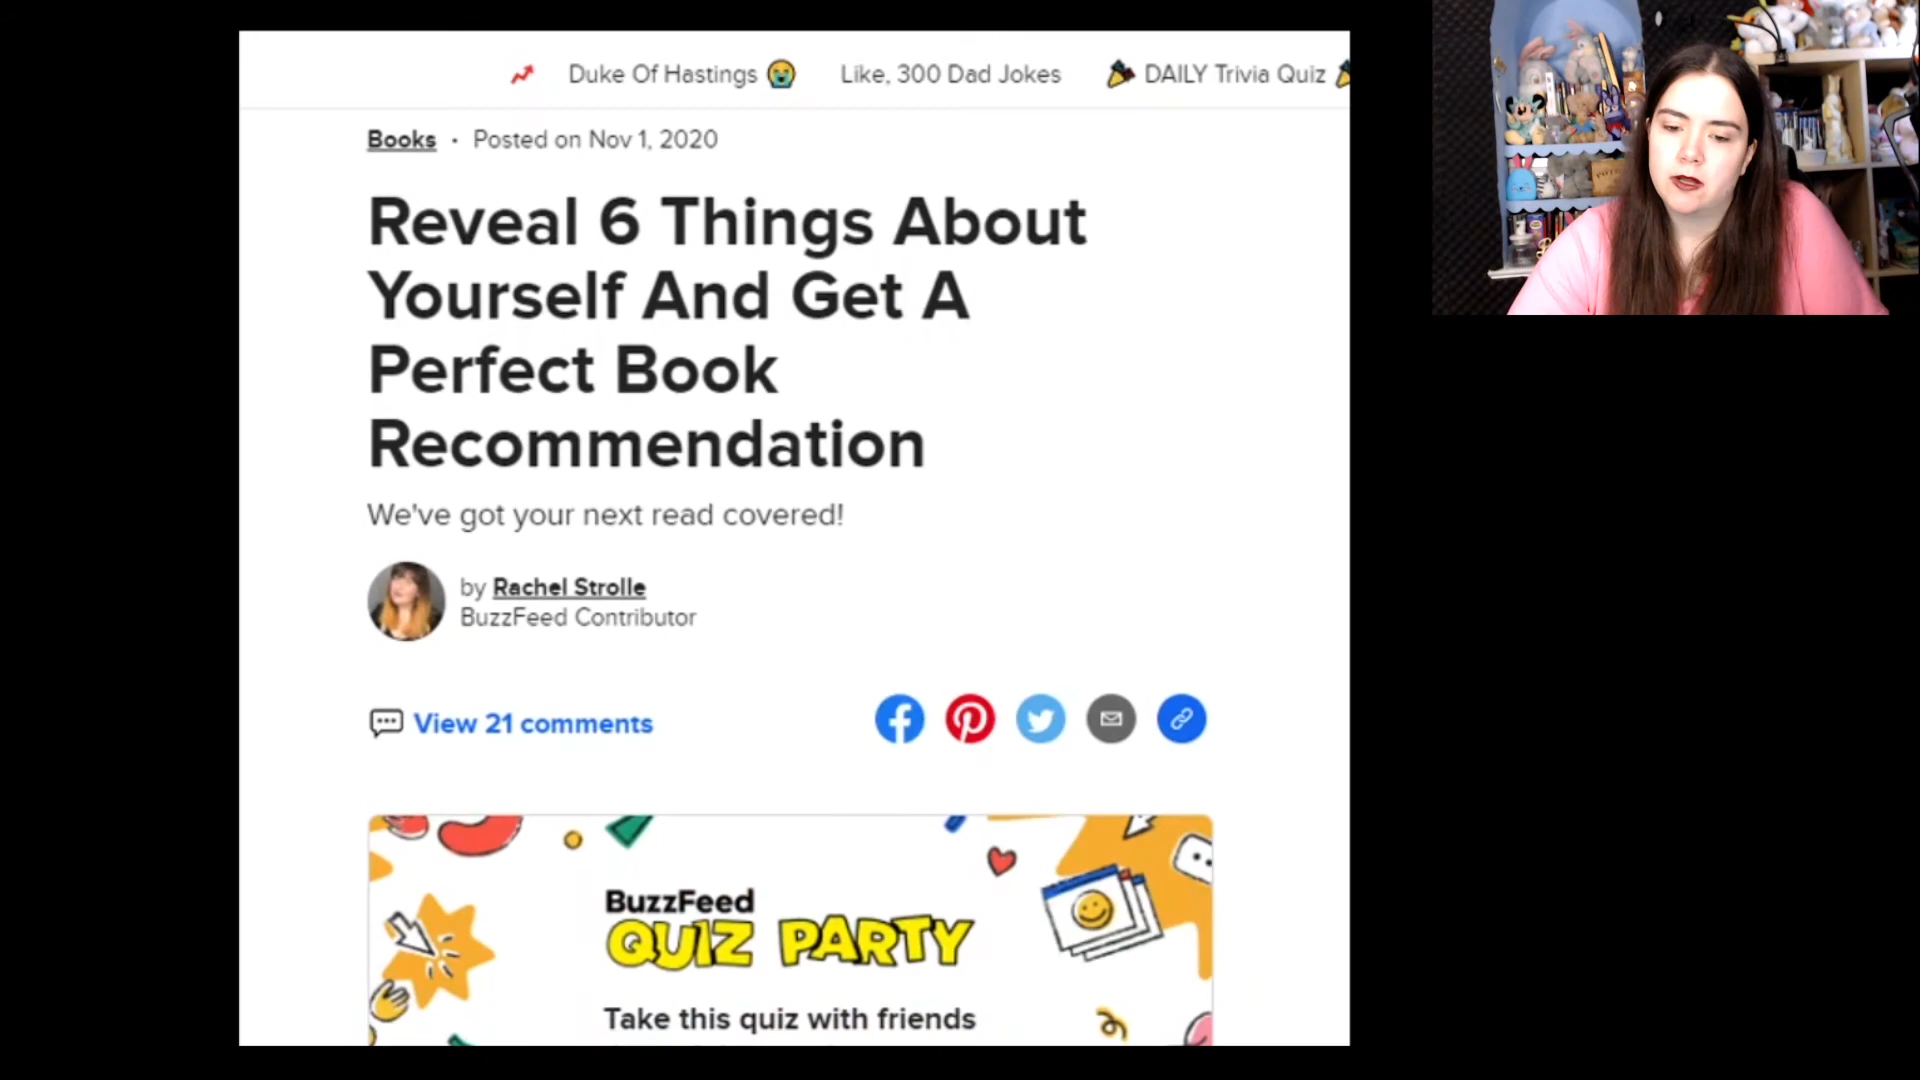 Duke Of Hastings Like, 300 Dad Jokes DAILY Trivia Quiz
Books · Posted on Nov 1, 2020
Reveal 6 Things About
Yourself And Get A
Perfect Book
Recommendation
We've got your next read covered!
by Rachel Strolle
BuzzFeed Contributor
View 21 comments
BuzzFeed
QUIZ PARTY
Take this quiz with friends